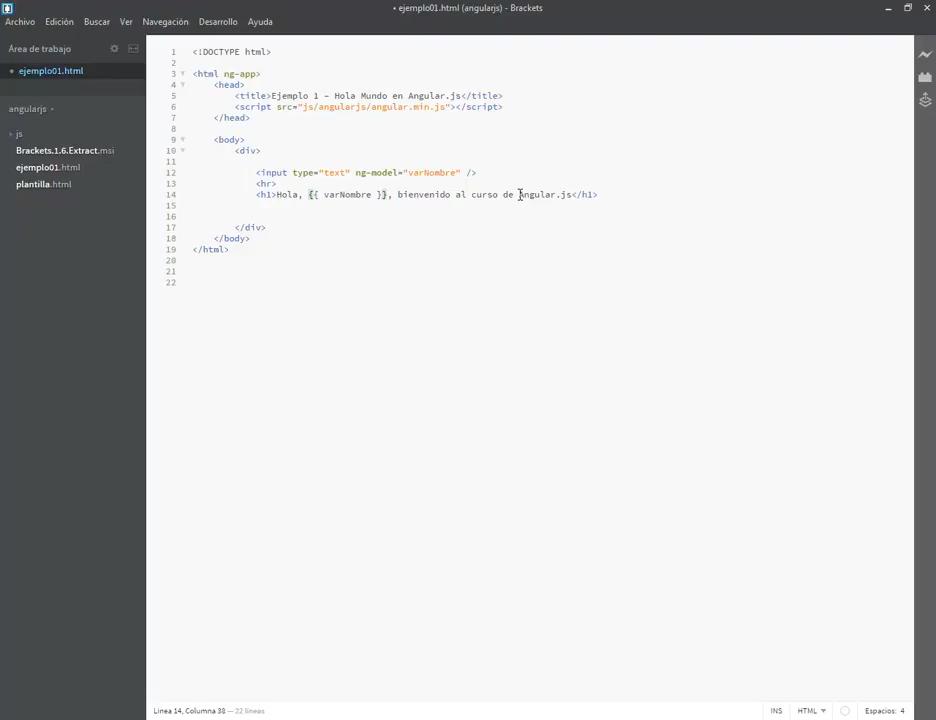 • ejemplo01.html (angularjs) - Brackets
Archivo Edición Buscar Ver Navegación Desarrollo Ayuda
Área de trabajo
• ejemplo01.html
angularjs
js
Brackets.1.6.Extract.msi
ejemplo01.html
plantilla.html
1 <!DOCTYPE html>
2
3 <html ng-app>
4 <head>
5 <title>Ejemplo 1 - Hola Mundo en Angular.js</title>
6 <script src="js/angularjs/angular.min.js"></script>
7 </head>
8
9 <body>
10 <div>
11
12 <input type="text" ng-model="varNombre" />
13 <hr>
14 <h1>Hola, {{ varNombre }}, bienvenido al curso de Angular.js</h1>
15
16
17 </div>
18 </body>
19 </html>
20
21
22
Línea 14, Columna 38 — 22 líneas INS HTML Espacios: 4